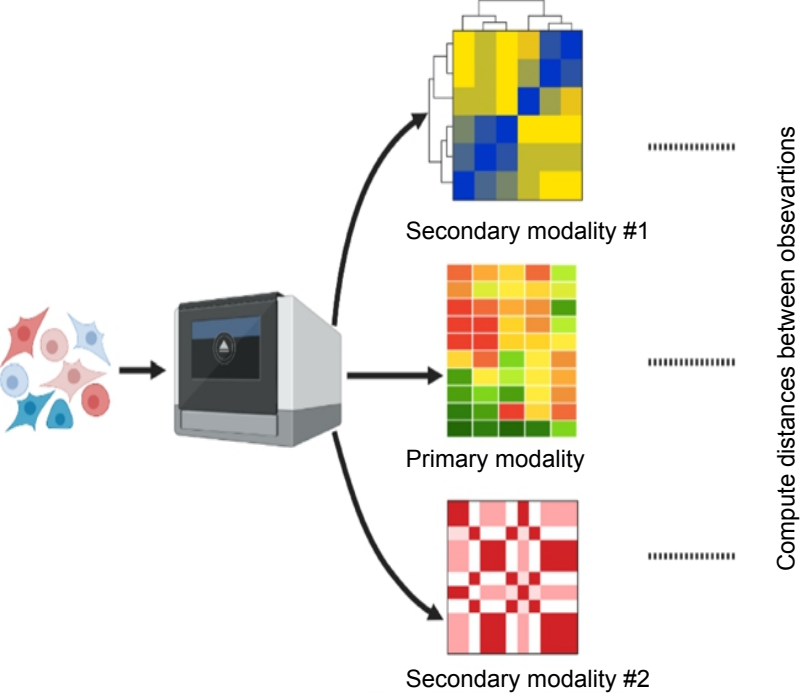 Secondary modality #1
Primary modality
Secondary modality #2
Compute distances between obsevartions